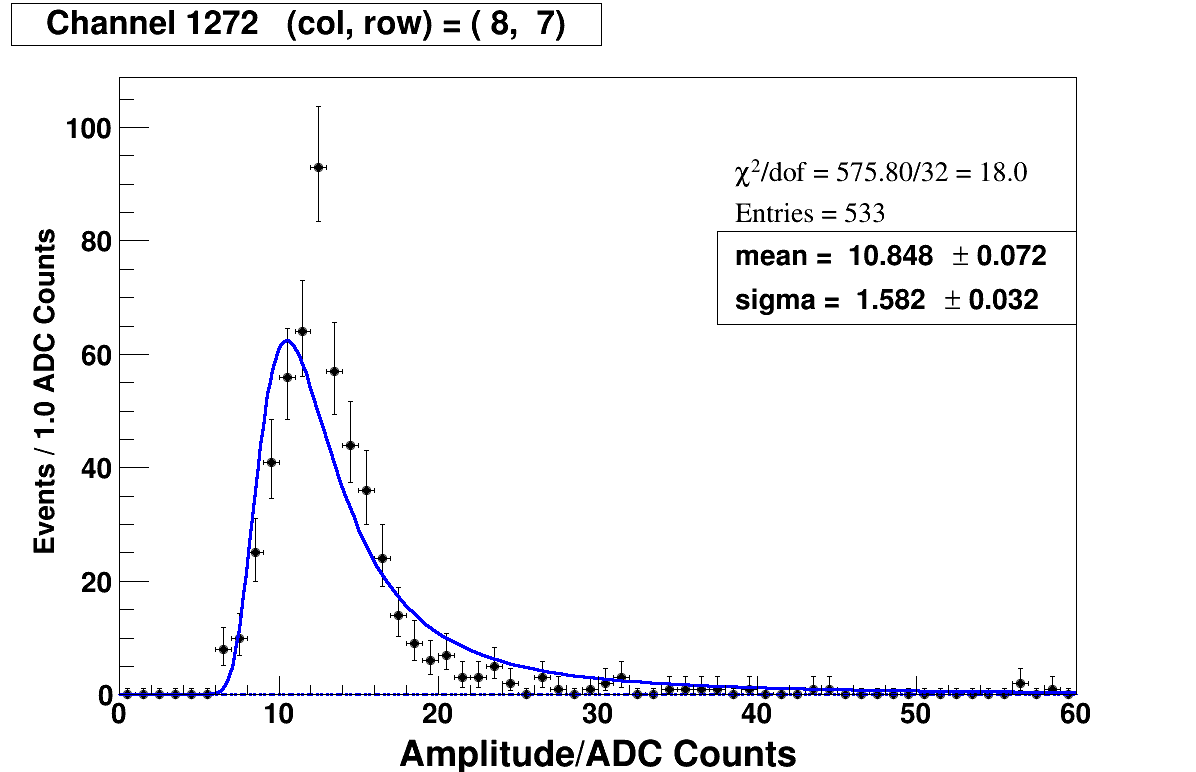 Channel 1272 (col, row) = ( 8, 7)
χ²/dof = 575.80/32 = 18.0
Entries = 533
mean = 10.848 ± 0.072
sigma = 1.582 ± 0.032
Events / 1.0 ADC Counts
100
80
60
40
20
0
0 10 20 30 40 50 60
Amplitude/ADC Counts